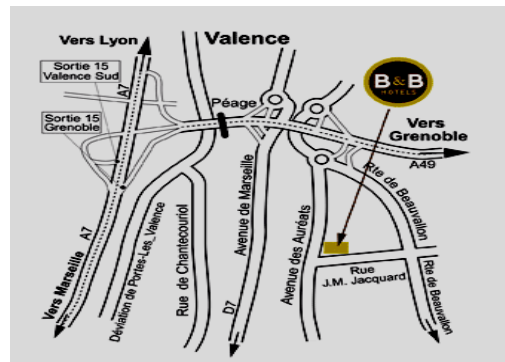 Vers Lyon
Valence
Sortie 15
Valence Sud
A7
B&B
HOTELS
Péage
Sortie 15
Grenoble
Vers
Grenoble
A49
Rte de Beauvallon
Vers Marseille
A7
Déviation de Portes-Les_Valence
Rue de Chantecouriol
Avenue de Marseille
D7
Avenue des Auréats
Rue
J.M. Jacquard
Rte de Beauvallon